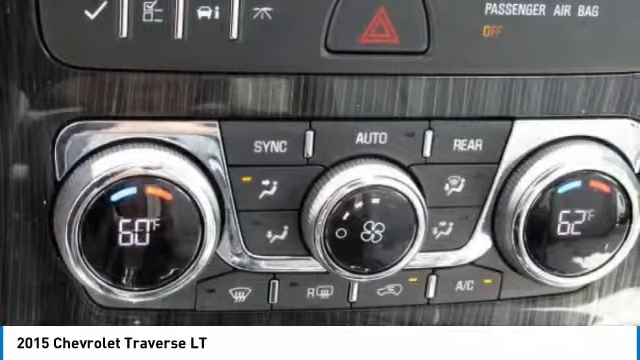 PASSENGER AIR BAG
OFF
SYNC
AUTO
REAR
60°F
62°F
R
A/C
2015 Chevrolet Traverse LT